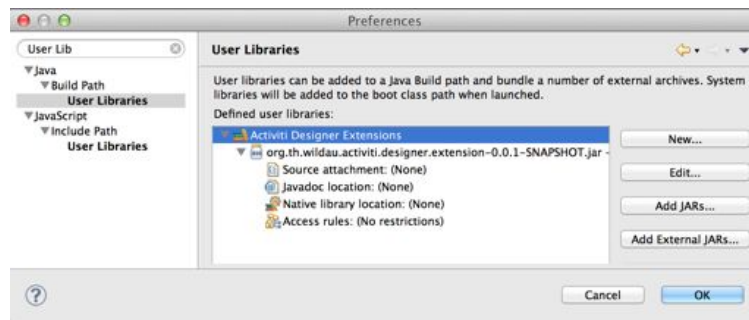 Preferences
User Lib
Java
Build Path
User Libraries
JavaScript
Include Path
User Libraries
User Libraries
User libraries can be added to a Java Build path and bundle a number of external archives. System
libraries will be added to the boot class path when launched.
Defined user libraries:
Activiti Designer Extensions
org.th.wildau.activiti.designer.extension-0.0.1-SNAPSHOT.jar -
Source attachment: (None)
Javadoc location: (None)
Native library location: (None)
Access rules: (No restrictions)
New...
Edit...
Add JARs...
Add External JARs...
?
Cancel
OK